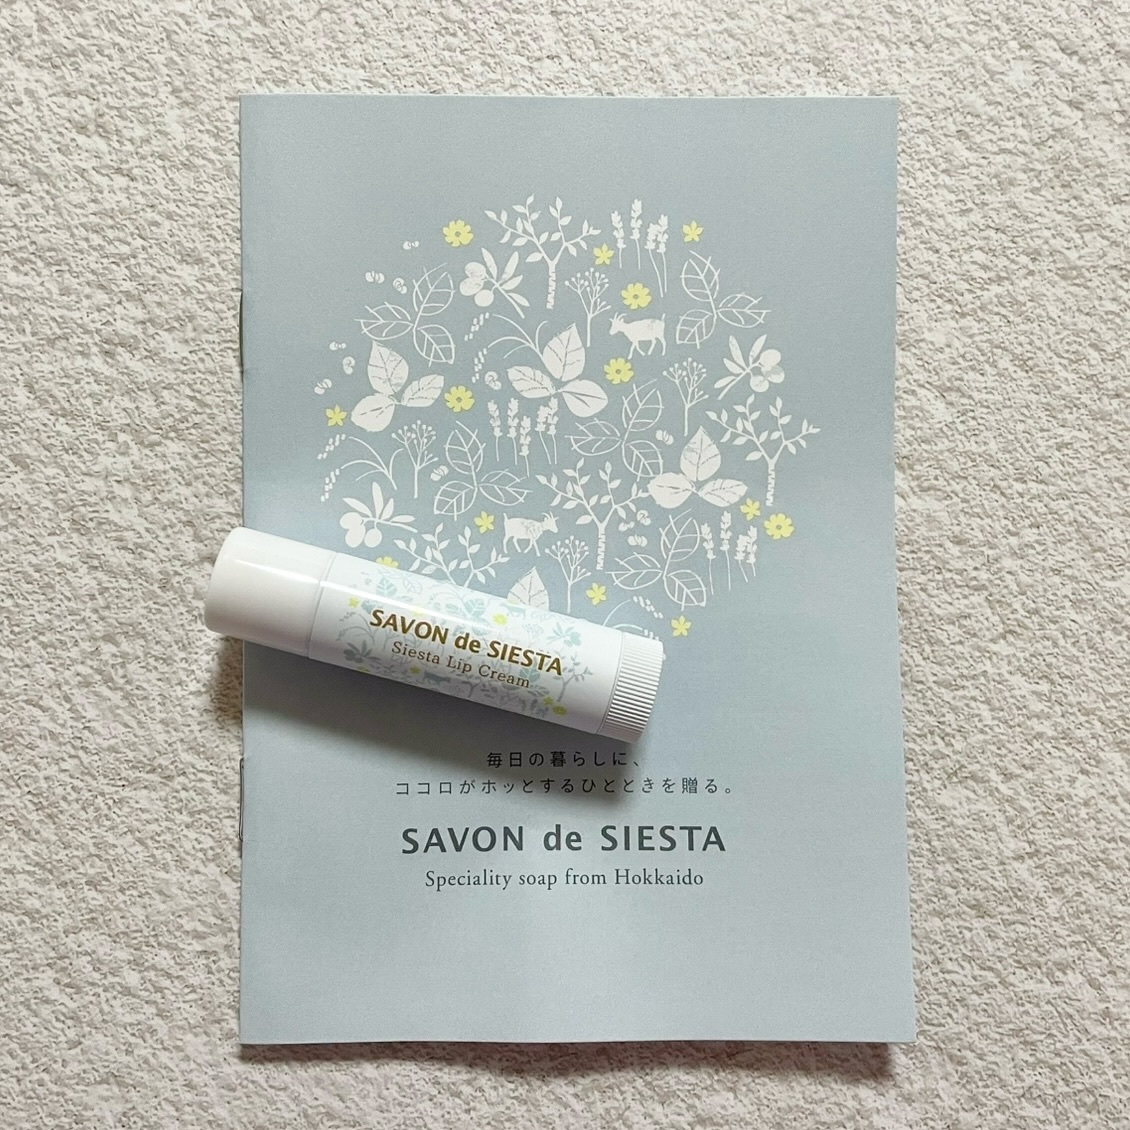 SAVON de SIESTA
Siesta Lip Cream
毎日の暮らしに、
ココロがホッとするひとときを贈る。
SAVON de SIESTA
Speciality soap from Hokkaido